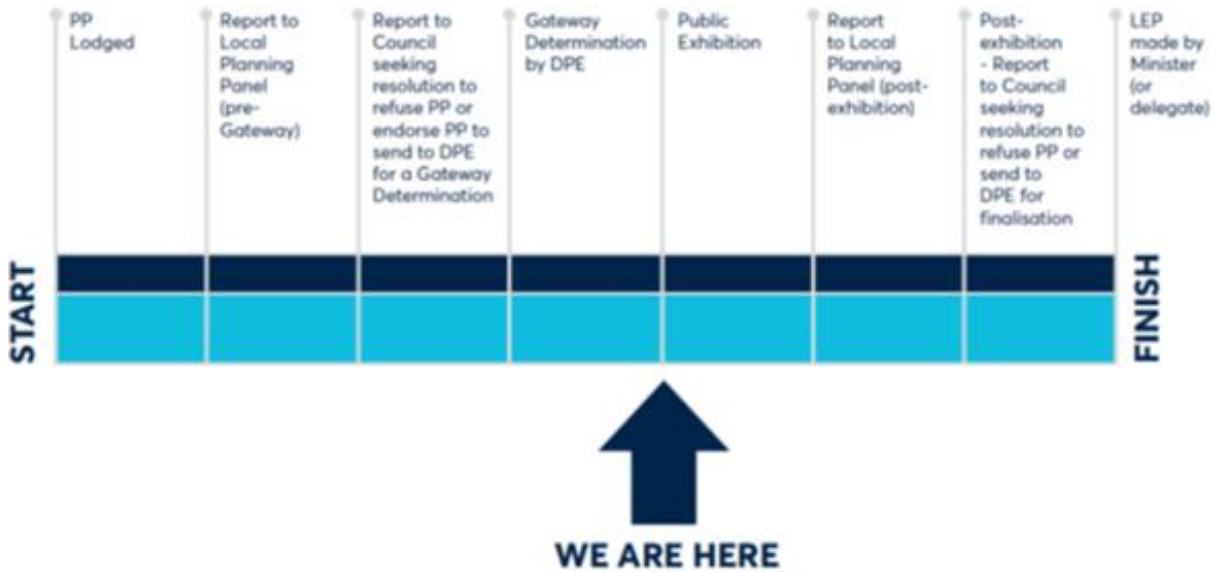 START
PP
Lodged
Report to
Local
Planning
Panel
(pre-
Gateway)
Report to
Council
seeking
resolution to
refuse PP or
endorse PP to
send to DPE
for a Gateway
Determination
Gateway
Determination
by DPE
Public
Exhibition
Report
to Local
Planning
Panel (post-
exhibition)
Post-
exhibition
- Report
to Council
seeking
resolution to
refuse PP or
send to
DPE for
finalisation
LEP
made by
Minister
(or
delegate)
FINISH
WE ARE HERE